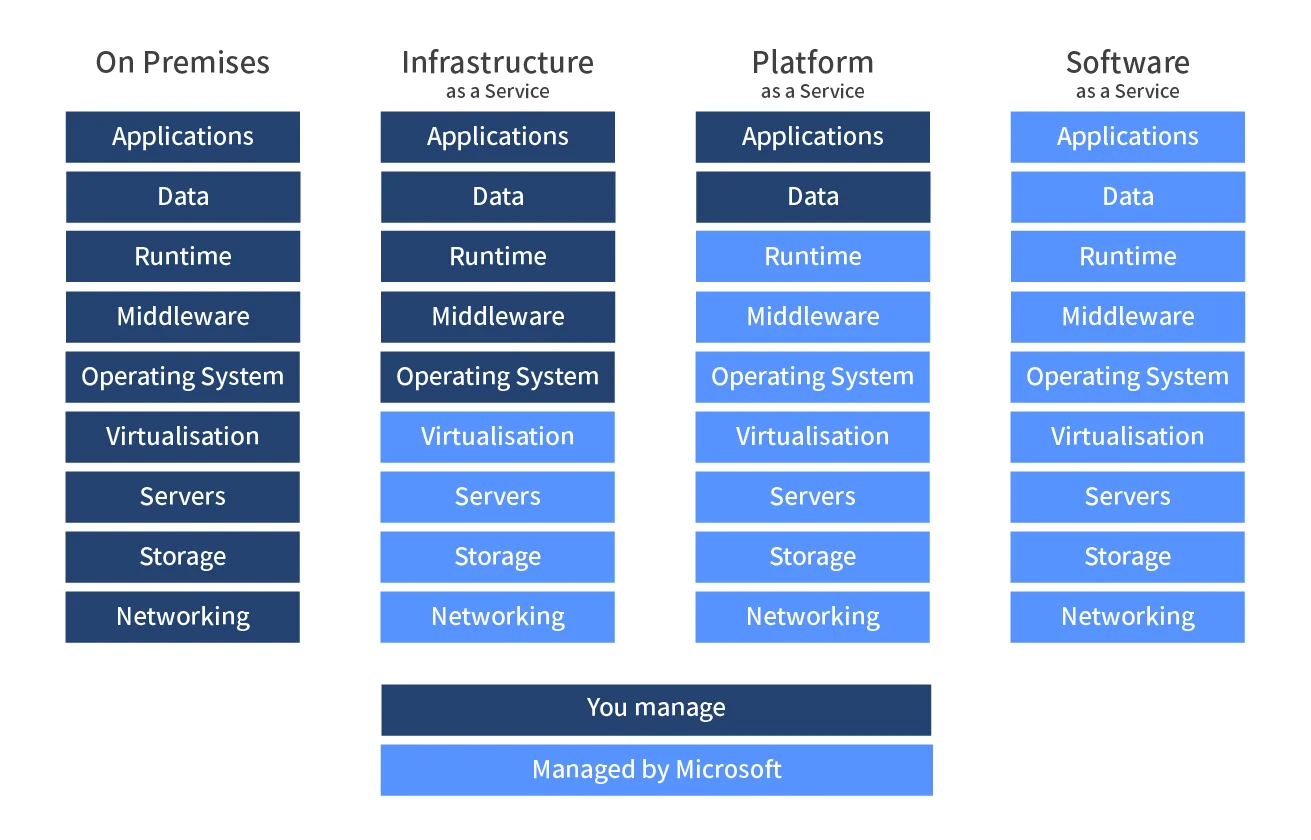 On Premises
Applications
Data
Runtime
Middleware
Operating System
Virtualisation
Servers
Storage
Networking
Infrastructure
as a Service
Applications
Data
Runtime
Middleware
Operating System
Virtualisation
Servers
Storage
Networking
Platform
as a Service
Applications
Data
Runtime
Middleware
Operating System
Virtualisation
Servers
Storage
Networking
Software
as a Service
Applications
Data
Runtime
Middleware
Operating System
Virtualisation
Servers
Storage
Networking
You manage
Managed by Microsoft